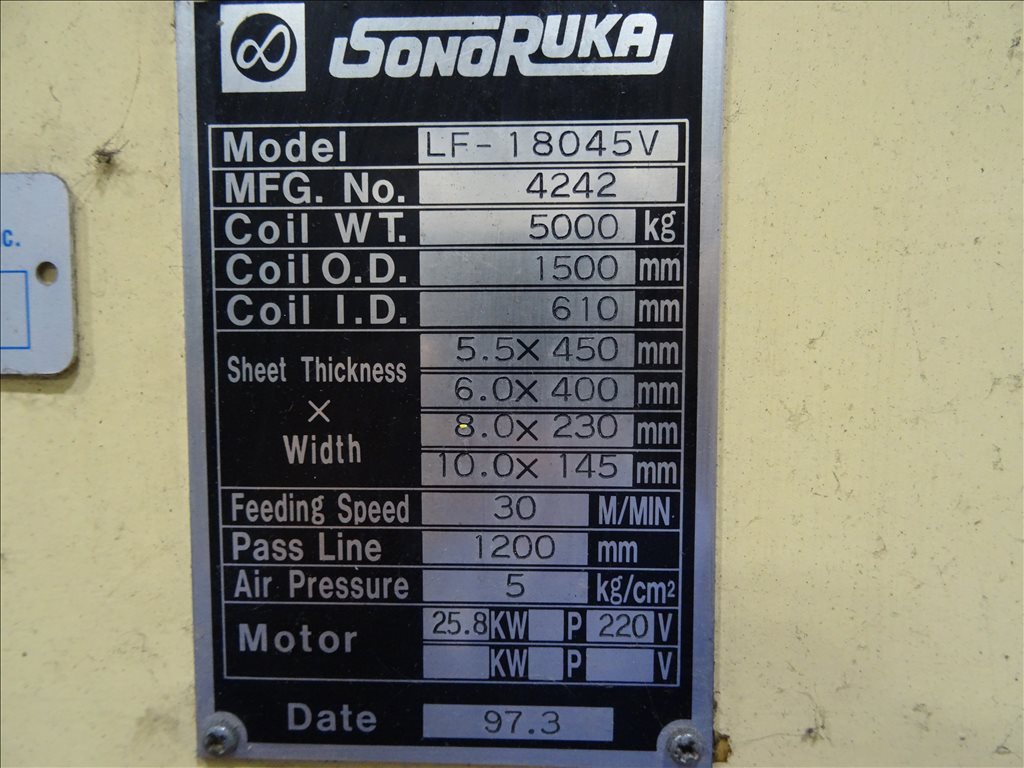 SONORUKA
Model LF-18045V
MFG. No. 4242
Coil WT. 5000 kg
Coil O.D. 1500 mm
Coil I.D. 610 mm
Sheet Thickness × Width
5.5× 450 mm
6.0× 400 mm
8.0× 230 mm
10.0× 145 mm
Feeding Speed 30 M/MIN
Pass Line 1200 mm
Air Pressure 5 kg/cm²
Motor 25.8 KW P 220 V
KW P V
Date 97.3
c.